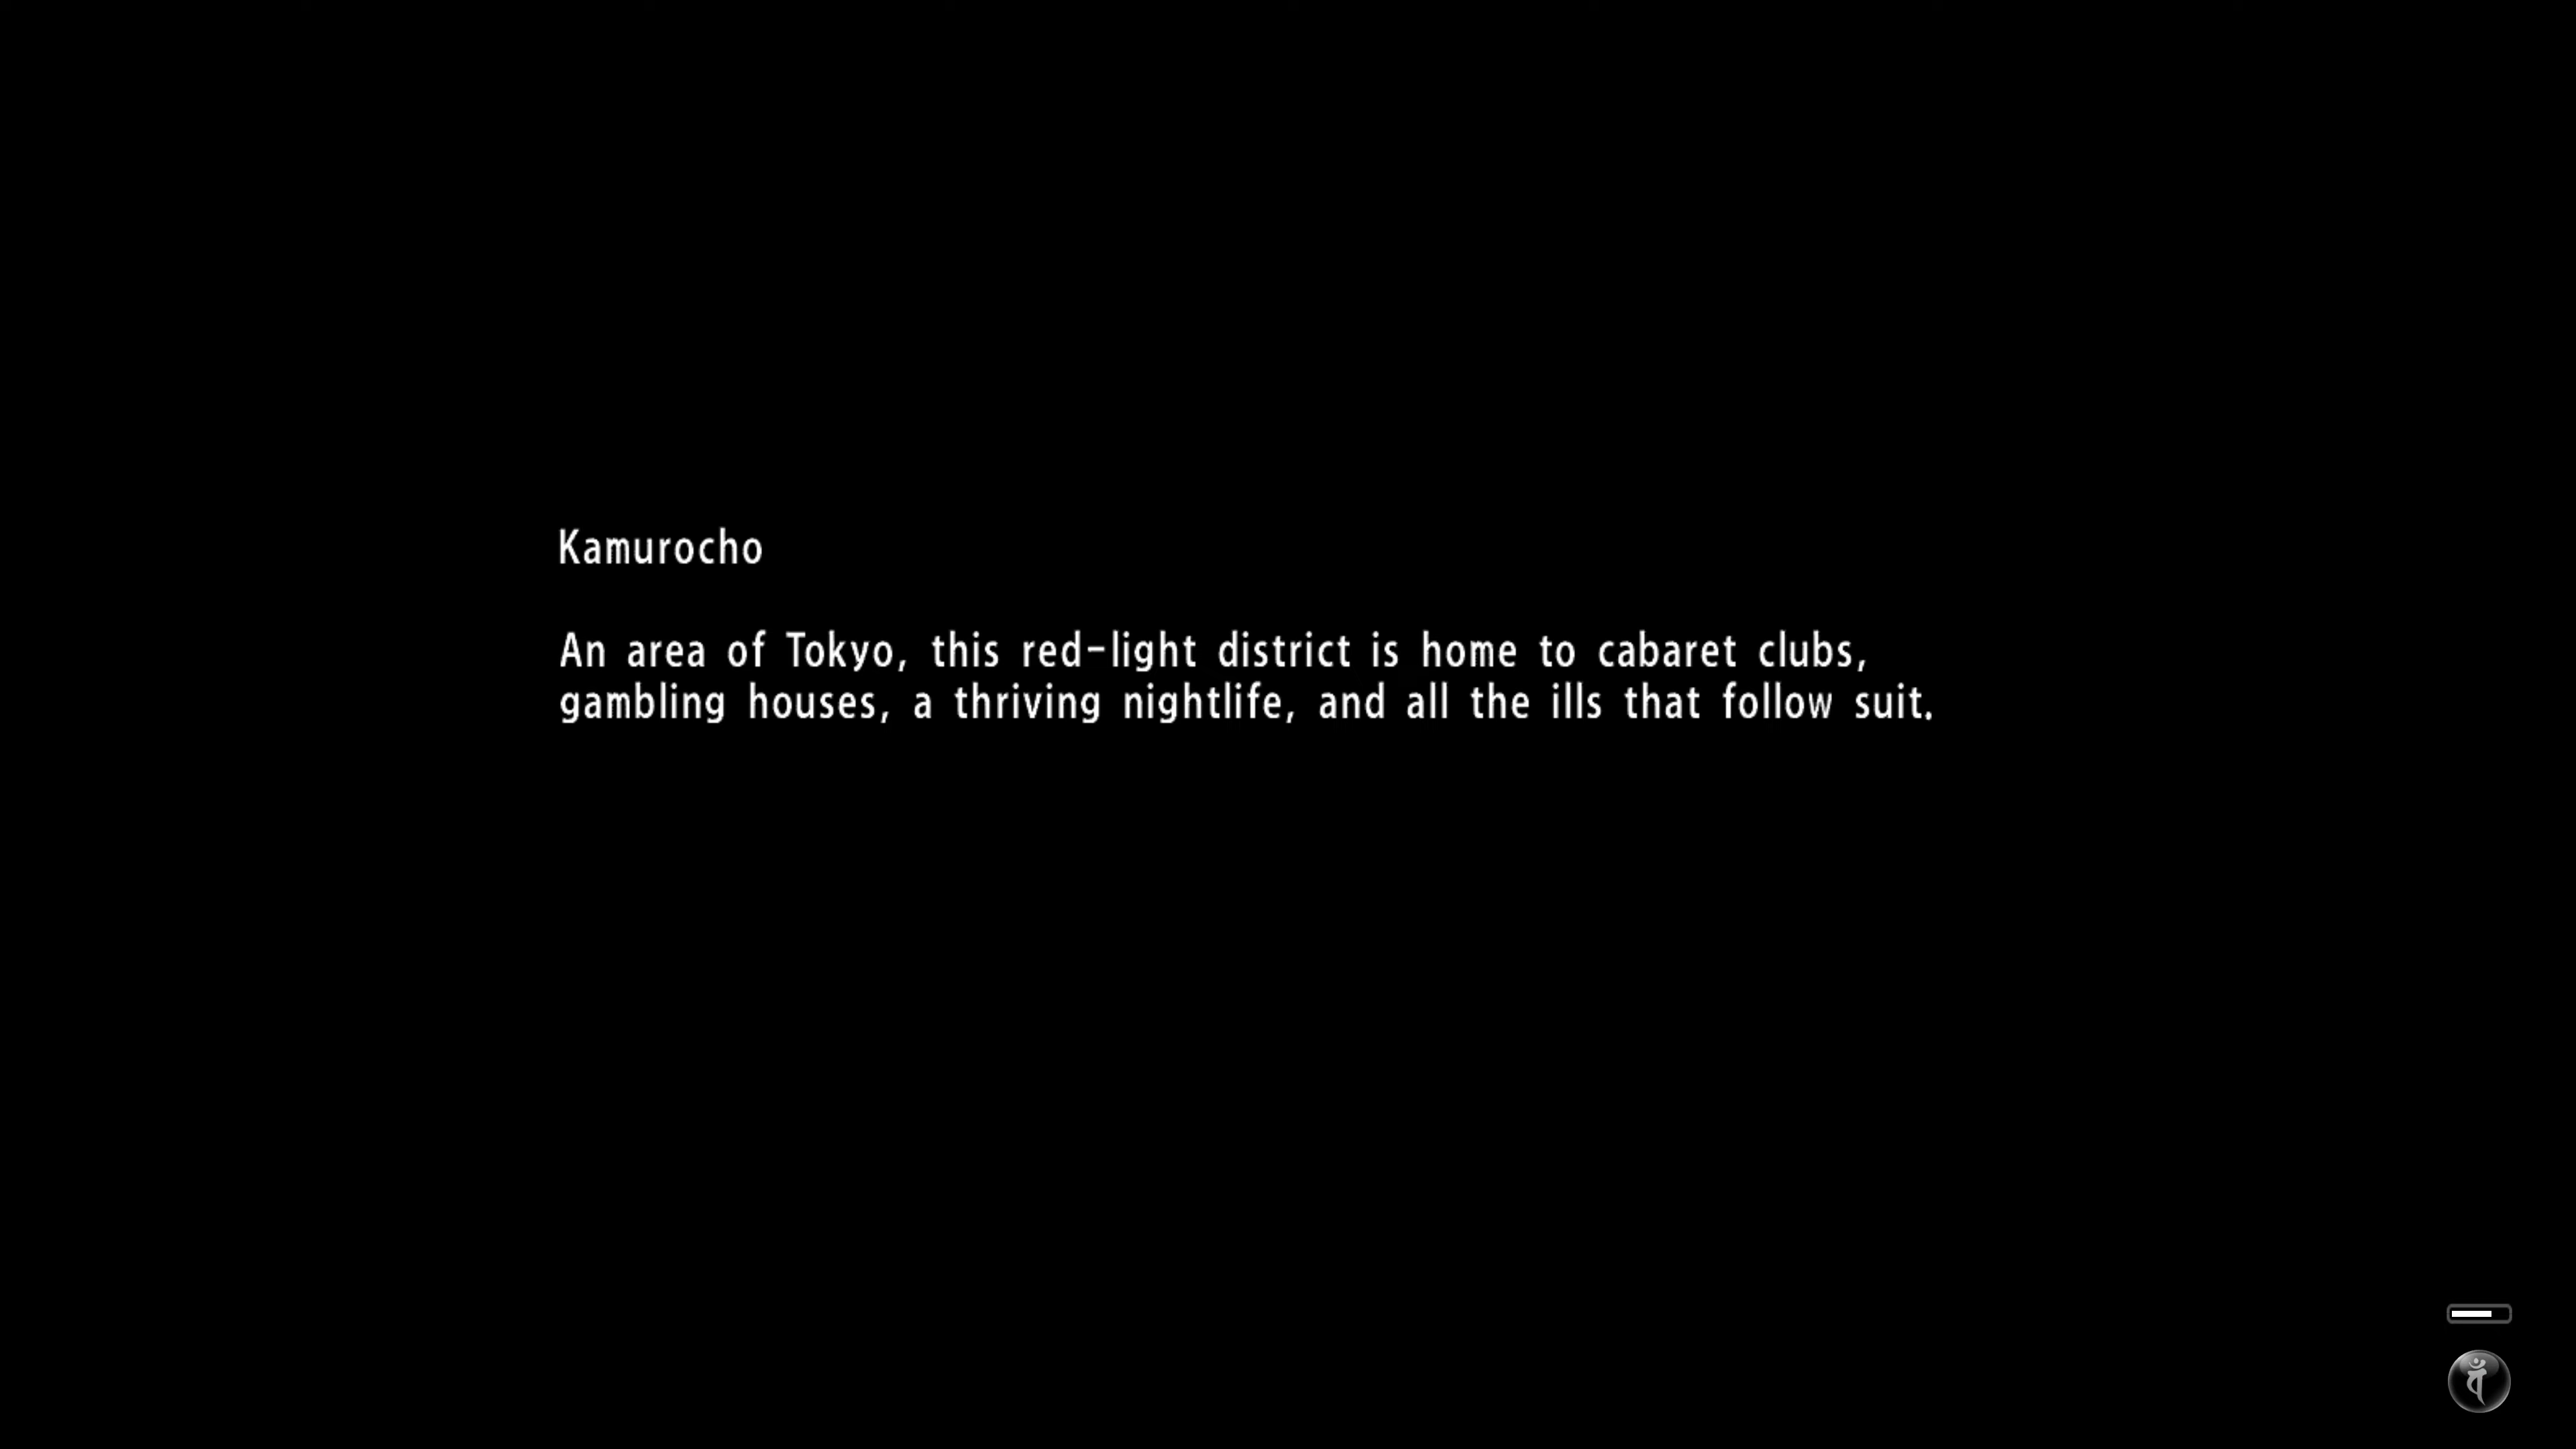 Kamurocho
An area of Tokyo, this red-light district is home to cabaret clubs,
gambling houses, a thriving nightlife, and all the ills that follow suit.